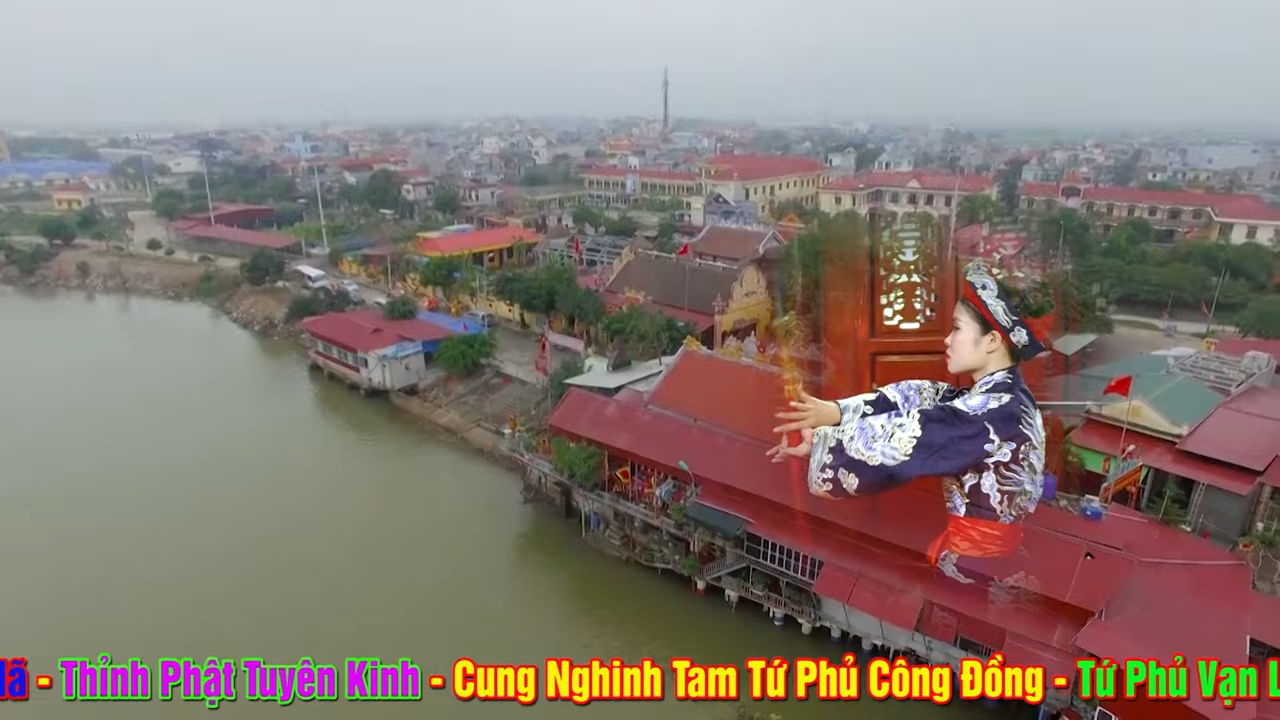 - Thỉnh Phật Tuyên Kinh - Cung Nghinh Tam Tứ Phủ Công Đồng - Tứ Phủ Vạn